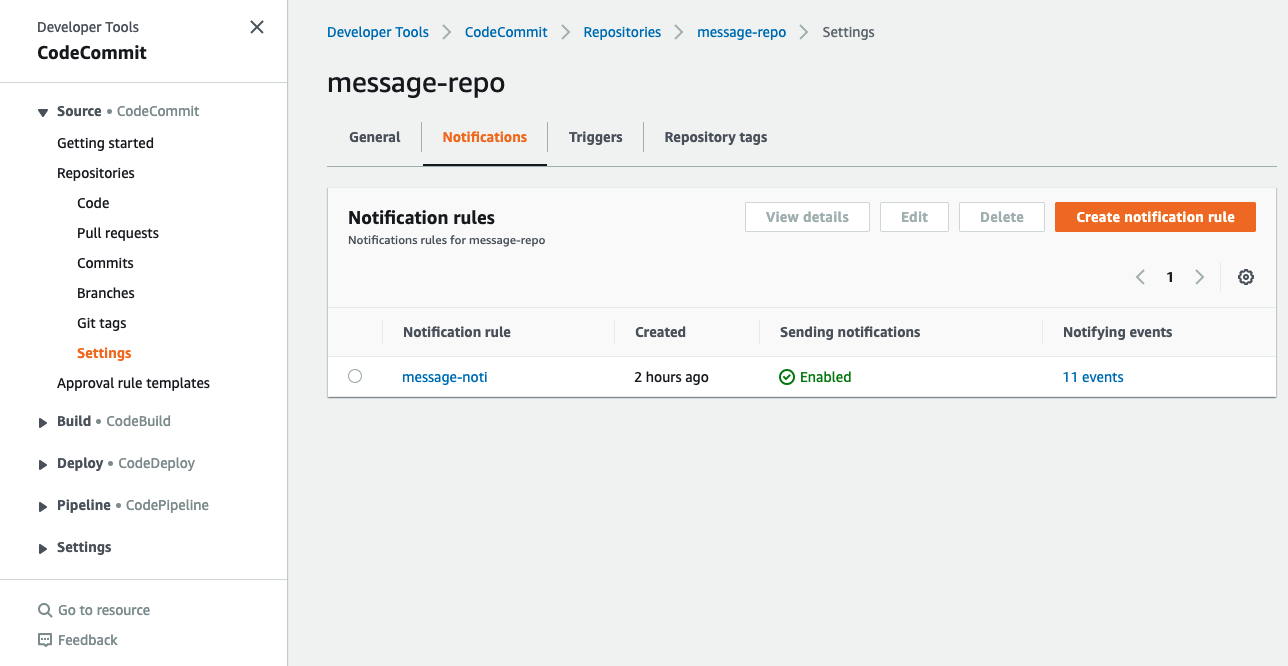 Developer Tools
CodeCommit
Source • CodeCommit
Getting started
Repositories
Code
Pull requests
Commits
Branches
Git tags
Settings
Approval rule templates
Build • CodeBuild
Deploy • CodeDeploy
Pipeline • CodePipeline
Settings
Go to resource
Feedback
Developer Tools CodeCommit Repositories message-repo Settings
message-repo
General Notifications Triggers Repository tags
Notification rules View details Edit Delete Create notification rule
Notifications rules for message-repo
1
Notification rule Created Sending notifications Notifying events
message-noti 2 hours ago Enabled 11 events